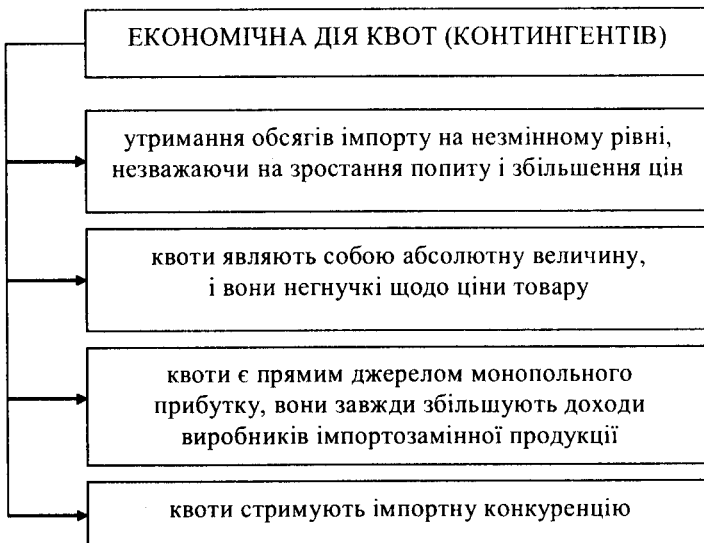 ЕКОНОМІЧНА ДІЯ КВОТ (КОНТИНГЕНТІВ)
утримання обсягів імпорту на незмінному рівні,
незважаючи на зростання попиту і збільшення цін
квоти являють собою абсолютну величину,
і вони негнучкі щодо ціни товару
квоти є прямим джерелом монопольного
прибутку, вони завжди збільшують доходи
виробників імпортозамінної продукції
квоти стримують імпортну конкуренцію